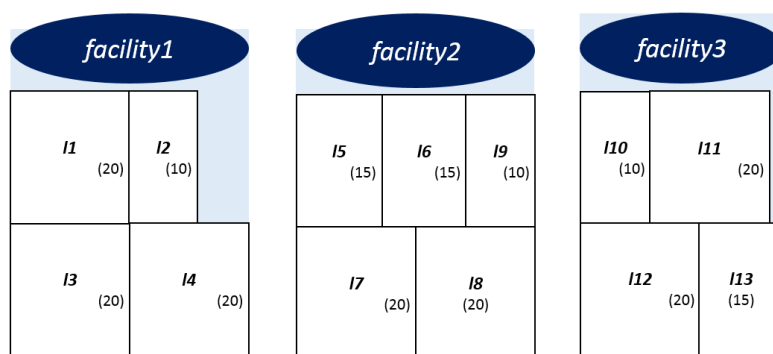 facility1 facility2 facility3
l1 l2 l5 l6 l9 l10 l11
(20) (10) (15) (15) (10) (10) (20)
l3 l4 l7 l8 l12 l13
(20) (20) (20) (20) (20) (15)